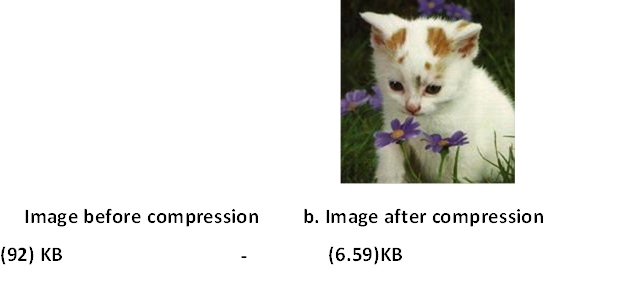 Image before compression b. Image after compression
(92) KB - (6.59)KB